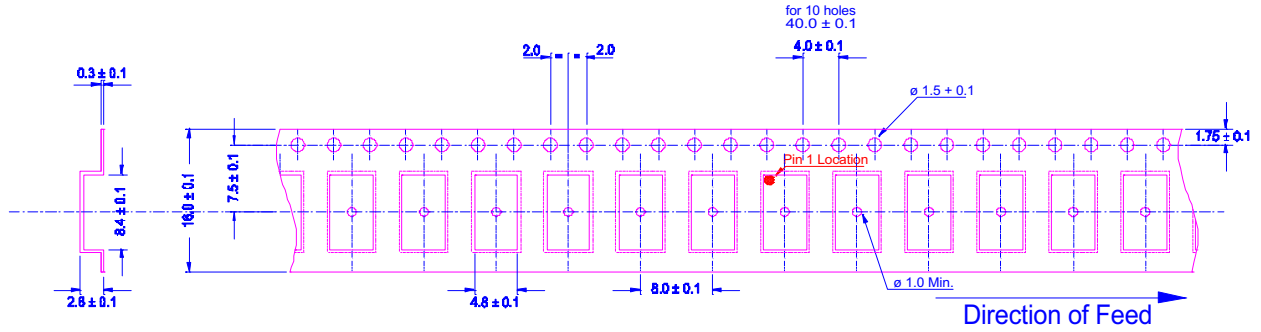 for 10 holes
40.0 ± 0.1
2.0
2.0
4.0 ± 0.1
0.3 ± 0.1
ø 1.5 + 0.1
1.75 ± 0.1
Pin 1 Location
7.5 ± 0.1
16.0 ± 0.1
8.4 ± 0.1
2.6 ± 0.1
4.6 ± 0.1
8.0 ± 0.1
ø 1.0 Min.
Direction of Feed